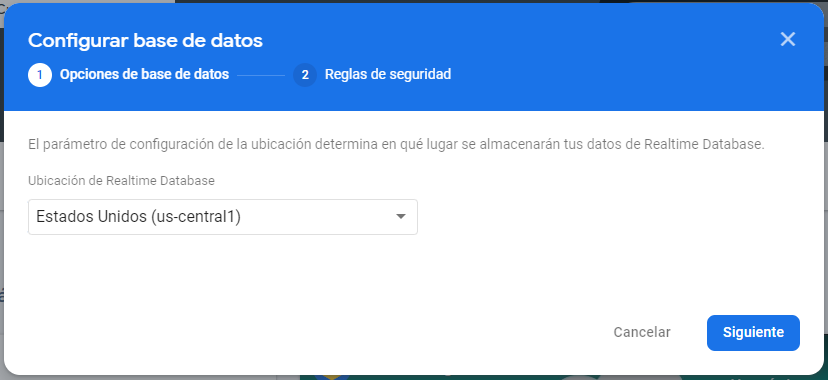 Configurar base de datos
1 Opciones de base de datos 2 Reglas de seguridad
El parámetro de configuración de la ubicación determina en qué lugar se almacenarán tus datos de Realtime Database.
Ubicación de Realtime Database
Estados Unidos (us-central1)
Cancelar Siguiente